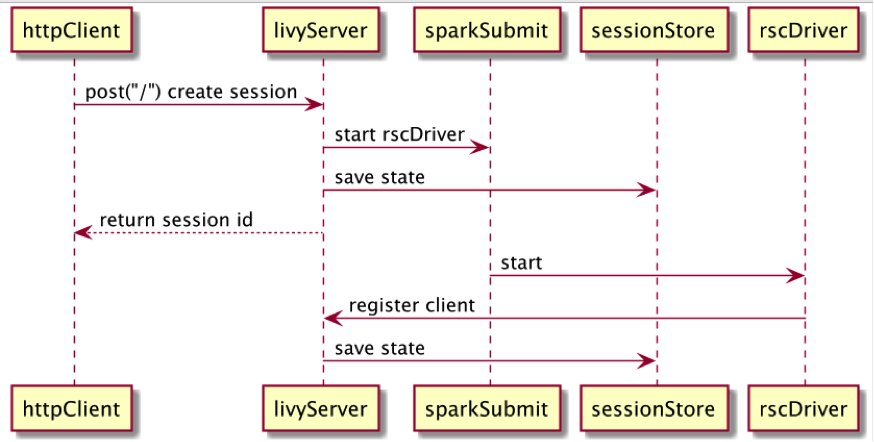 httpClient livyServer sparkSubmit sessionStore rscDriver
post("/") create session
start rscDriver
save state
return session id
start
register client
save state
httpClient livyServer sparkSubmit sessionStore rscDriver